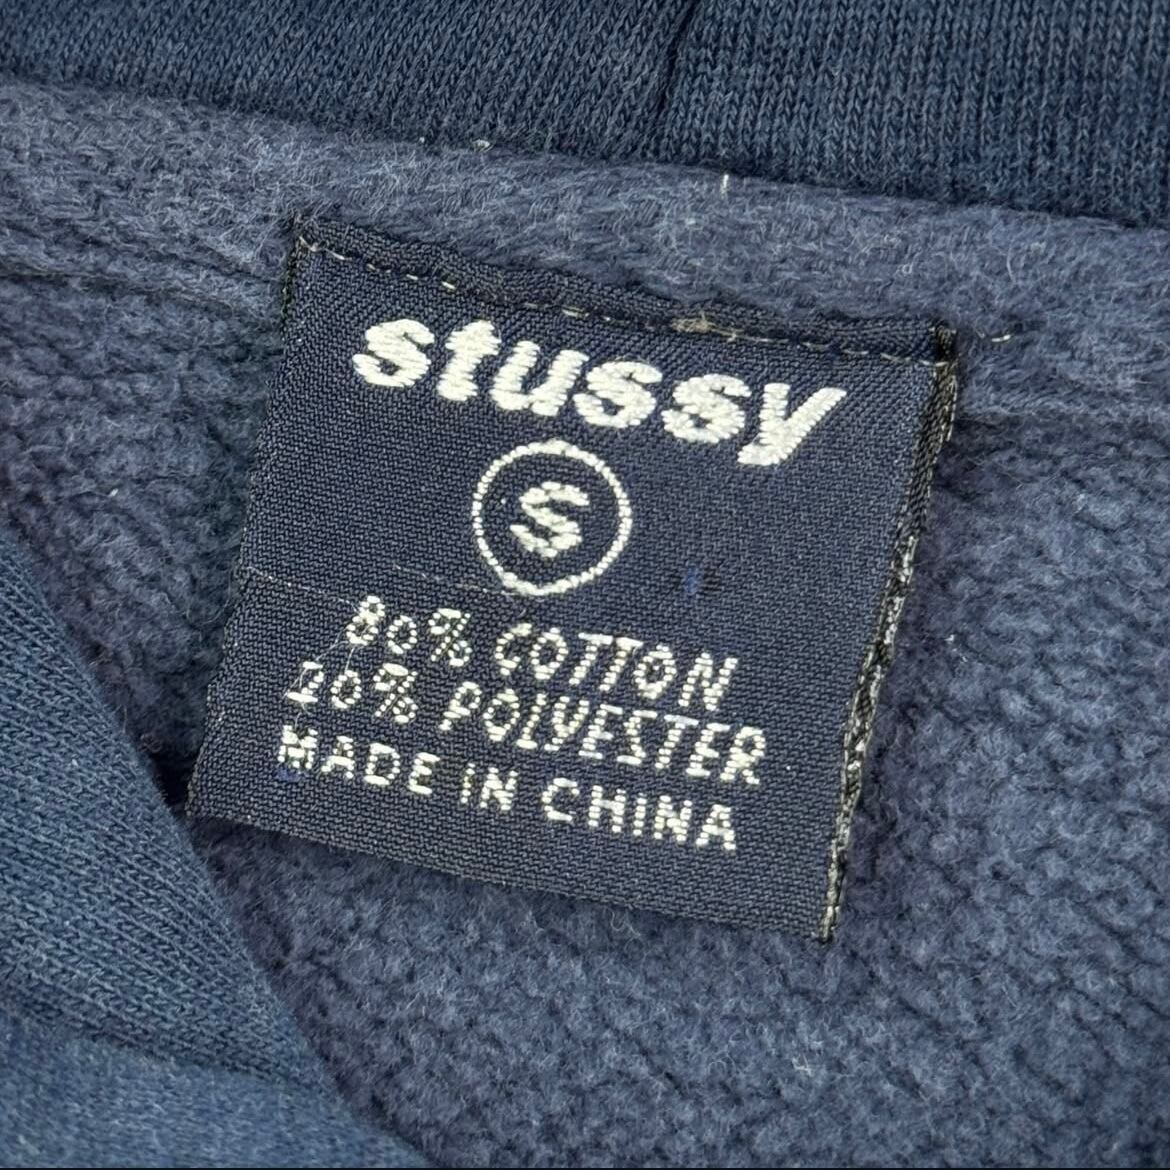 stussy
S
80% COTTON
20% POLYESTER
MADE IN CHINA